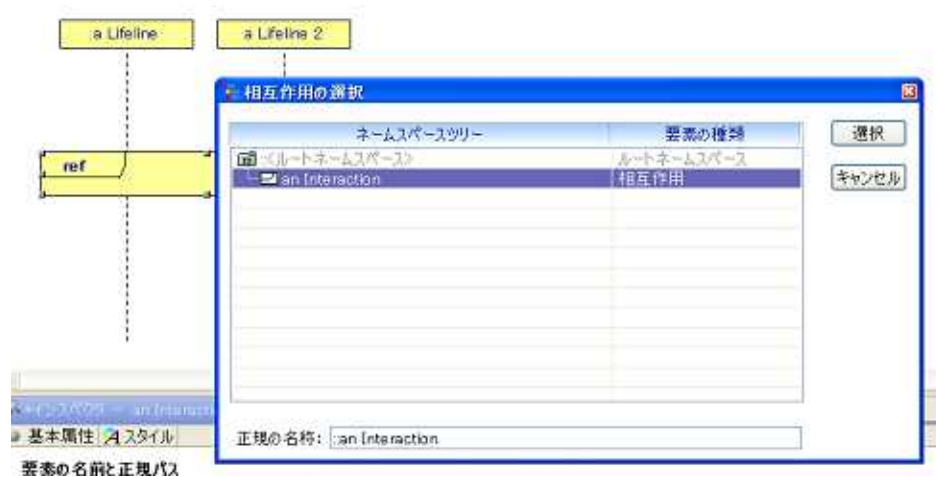 a Lifeline
a Lifeline 2
相互作用の選択
ネームスペースツリー
要素の種類
選択
<ルートネームスペース>
ルートネームスペース
ref
an Interaction
相互作用
キャンセル
基本属性
スタイル
正規の名称:
:an Interaction
要素の名前と正規パス